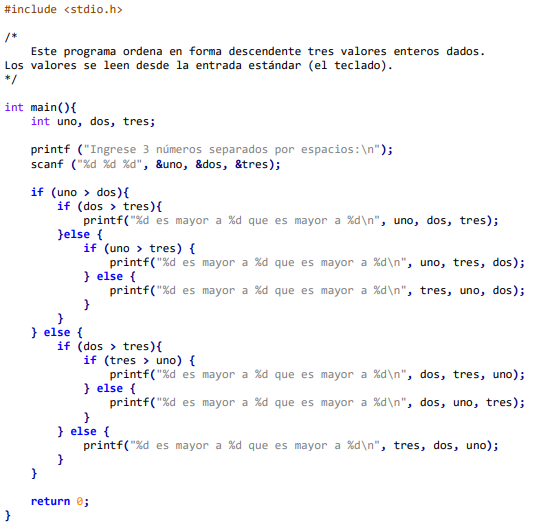 #include <stdio.h>

/*
    Este programa ordena en forma descendente tres valores enteros dados.
Los valores se leen desde la entrada estándar (el teclado).
*/

int main(){
    int uno, dos, tres;

    printf ("Ingrese 3 números separados por espacios:\n");
    scanf ("%d %d %d", &uno, &dos, &tres);

    if (uno > dos){
        if (dos > tres){
            printf("%d es mayor a %d que es mayor a %d\n", uno, dos, tres);
        }else {
            if (uno > tres) {
                printf("%d es mayor a %d que es mayor a %d\n", uno, tres, dos);
            } else {
                printf("%d es mayor a %d que es mayor a %d\n", tres, uno, dos);
            }
        }
    } else {
        if (dos > tres){
            if (tres > uno) {
                printf("%d es mayor a %d que es mayor a %d\n", dos, tres, uno);
            } else {
                printf("%d es mayor a %d que es mayor a %d\n", dos, uno, tres);
            }
        } else {
            printf("%d es mayor a %d que es mayor a %d\n", tres, dos, uno);
        }
    }

    return 0;
}